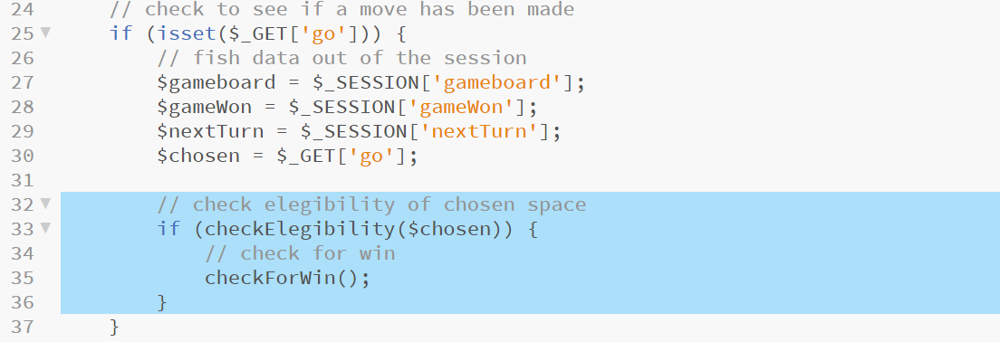 24 // check to see if a move has been made
25 if (isset($_GET['go'])) {
26 // fish data out of the session
27 $gameboard = $_SESSION['gameboard'];
28 $gameWon = $_SESSION['gameWon'];
29 $nextTurn = $_SESSION['nextTurn'];
30 $chosen = $_GET['go'];
31
32 // check elegibility of chosen space
33 if (checkElegibility($chosen)) {
34 // check for win
35 checkForWin();
36 }
37 }